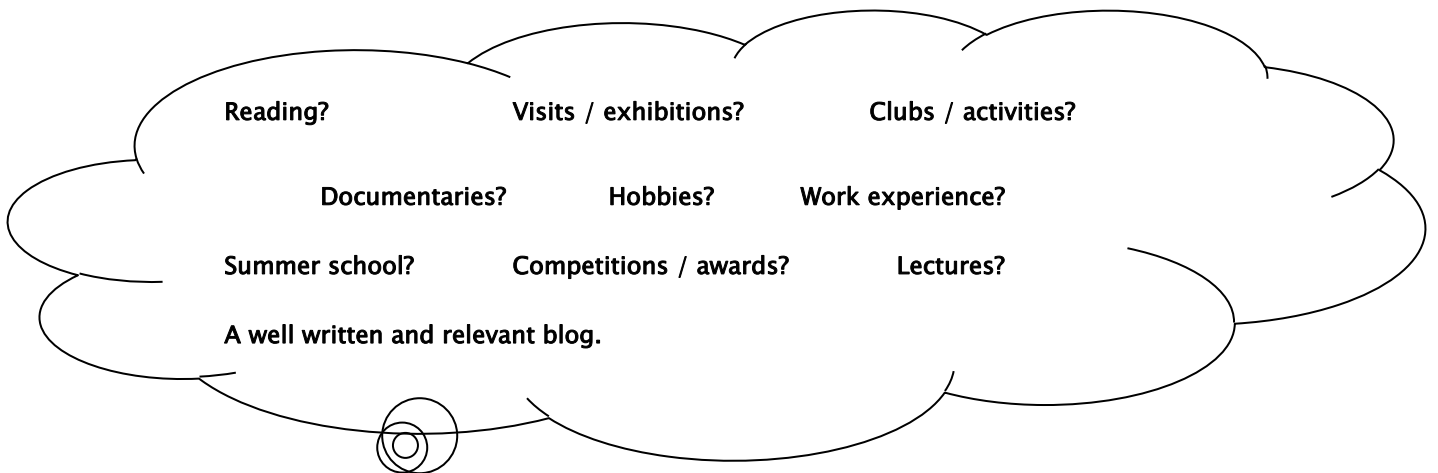 Reading? Visits / exhibitions? Clubs / activities?
Documentaries? Hobbies? Work experience?
Summer school? Competitions / awards? Lectures?
A well written and relevant blog.